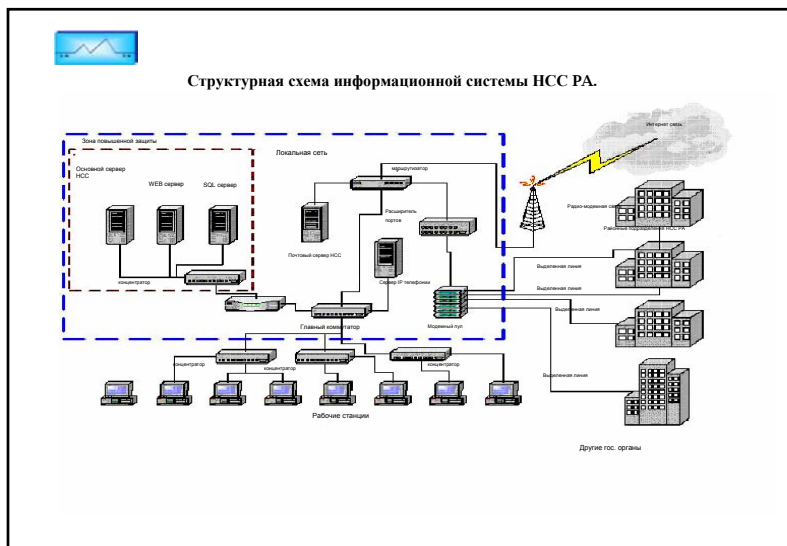 Структурная схема информационной системы НСС РА.
Интернет связь
Зона повышенной защиты
Локальная сеть
маршрутизатор
Основной сервер
НСС
WEB сервер
SQL сервер
Расширитель
портов
Радио-модемная
Почтовый сервер НСС
Районные подразделения НСС РА
Сервер IP телефонии
Выделенная линия
концентратор
Выделенная линия
Выделенная линия
Главный коммутатор
Модемный пул
концентратор
концентратор
концентратор
Выделенная линия
Рабочие станции
Другие гос. органы